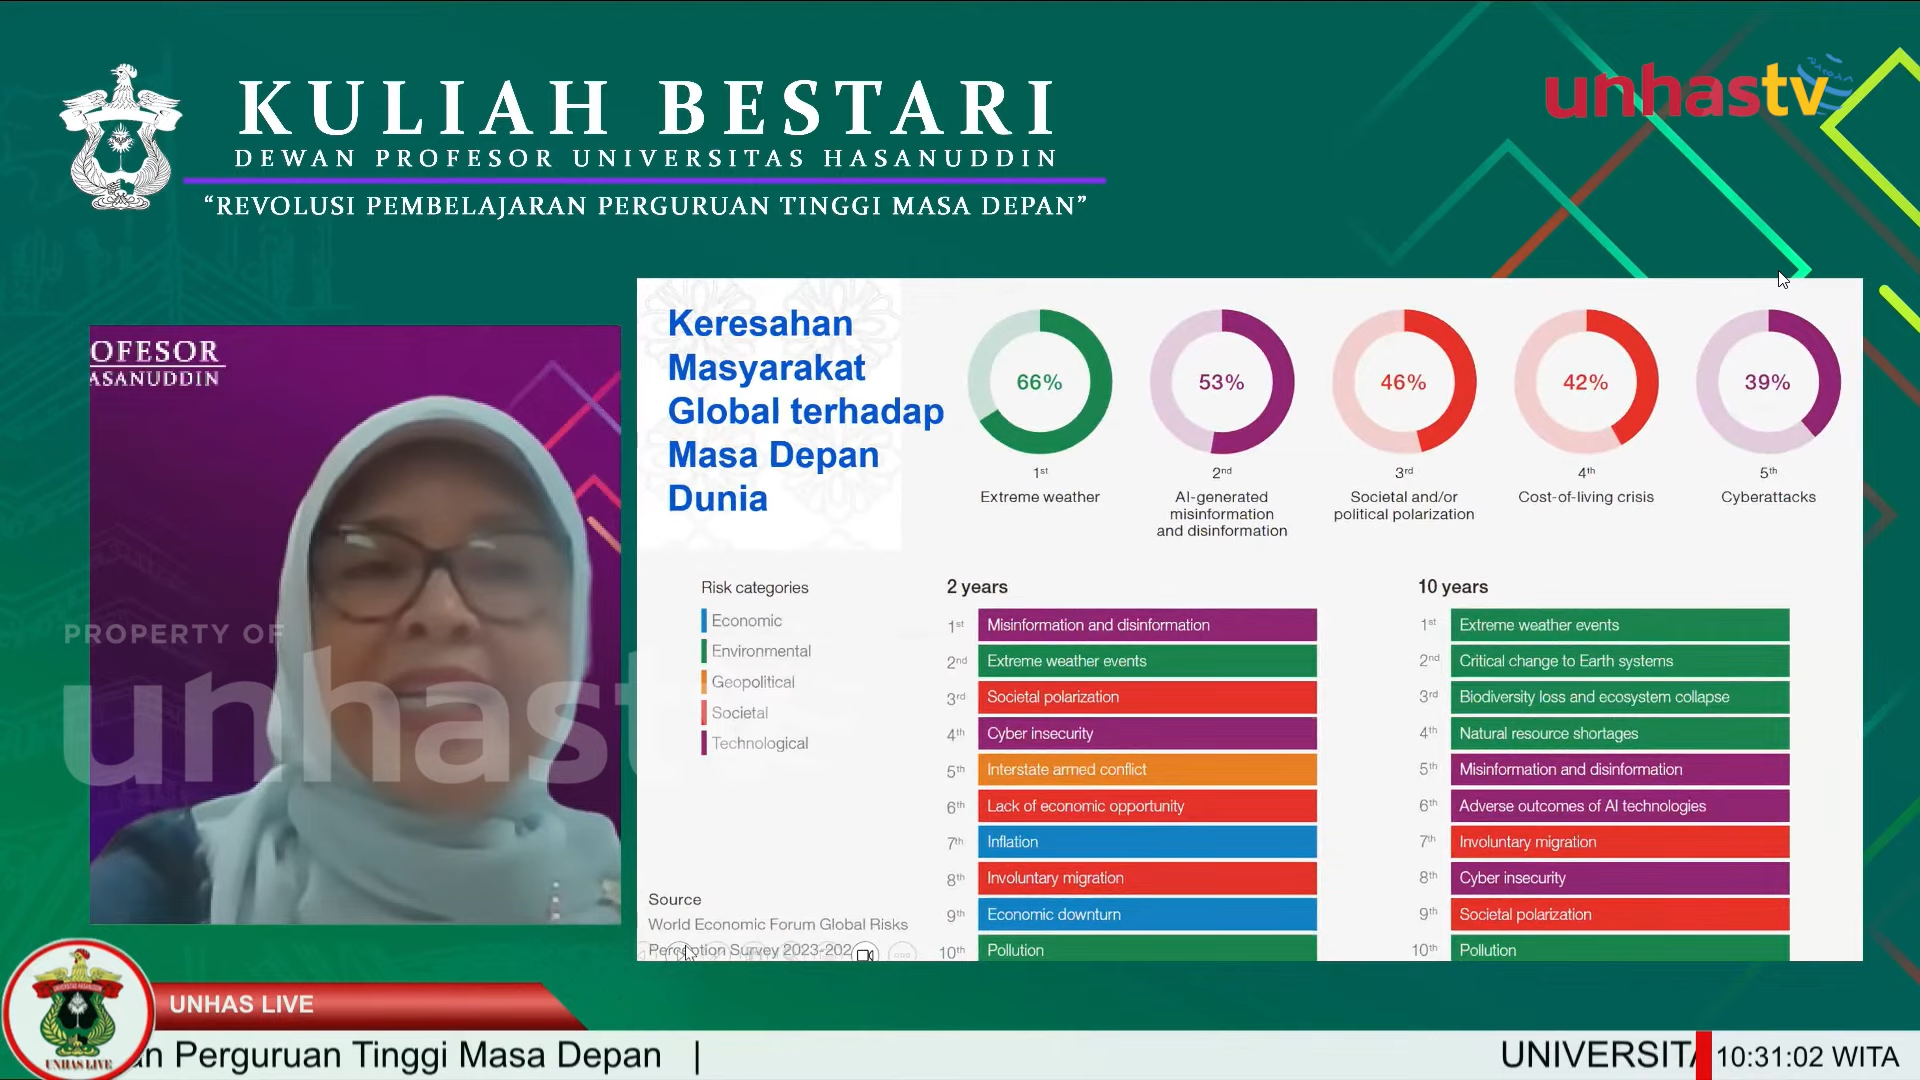 KULIAH BESTARI
DEWAN PROFESOR UNIVERSITAS HASANUDDIN
“REVOLUSI PEMBELAJARAN PERGURUAN TINGGI MASA DEPAN”
unhastv
OFESOR
ASANUDDIN
PROPERTY OF
unhast
Keresahan
Masyarakat
Global terhadap
Masa Depan
Dunia
66%
1st
Extreme weather
53%
2nd
AI-generated
misinformation
and disinformation
46%
3rd
Societal and/or
political polarization
42%
4th
Cost-of-living crisis
39%
5th
Cyberattacks
Risk categories
Economic
Environmental
Geopolitical
Societal
Technological
Source
World Economic Forum Global Risks
Perception Survey 2023-202
2 years
1st Misinformation and disinformation
2nd Extreme weather events
3rd Societal polarization
4th Cyber insecurity
5th Interstate armed conflict
6th Lack of economic opportunity
7th Inflation
8th Involuntary migration
9th Economic downturn
10th Pollution
10 years
1st Extreme weather events
2nd Critical change to Earth systems
3rd Biodiversity loss and ecosystem collapse
4th Natural resource shortages
5th Misinformation and disinformation
6th Adverse outcomes of AI technologies
7th Involuntary migration
8th Cyber insecurity
9th Societal polarization
10th Pollution
UNHAS LIVE
UNHAS LIVE
an Perguruan Tinggi Masa Depan | UNIVERSITA
10:31:02 WITA